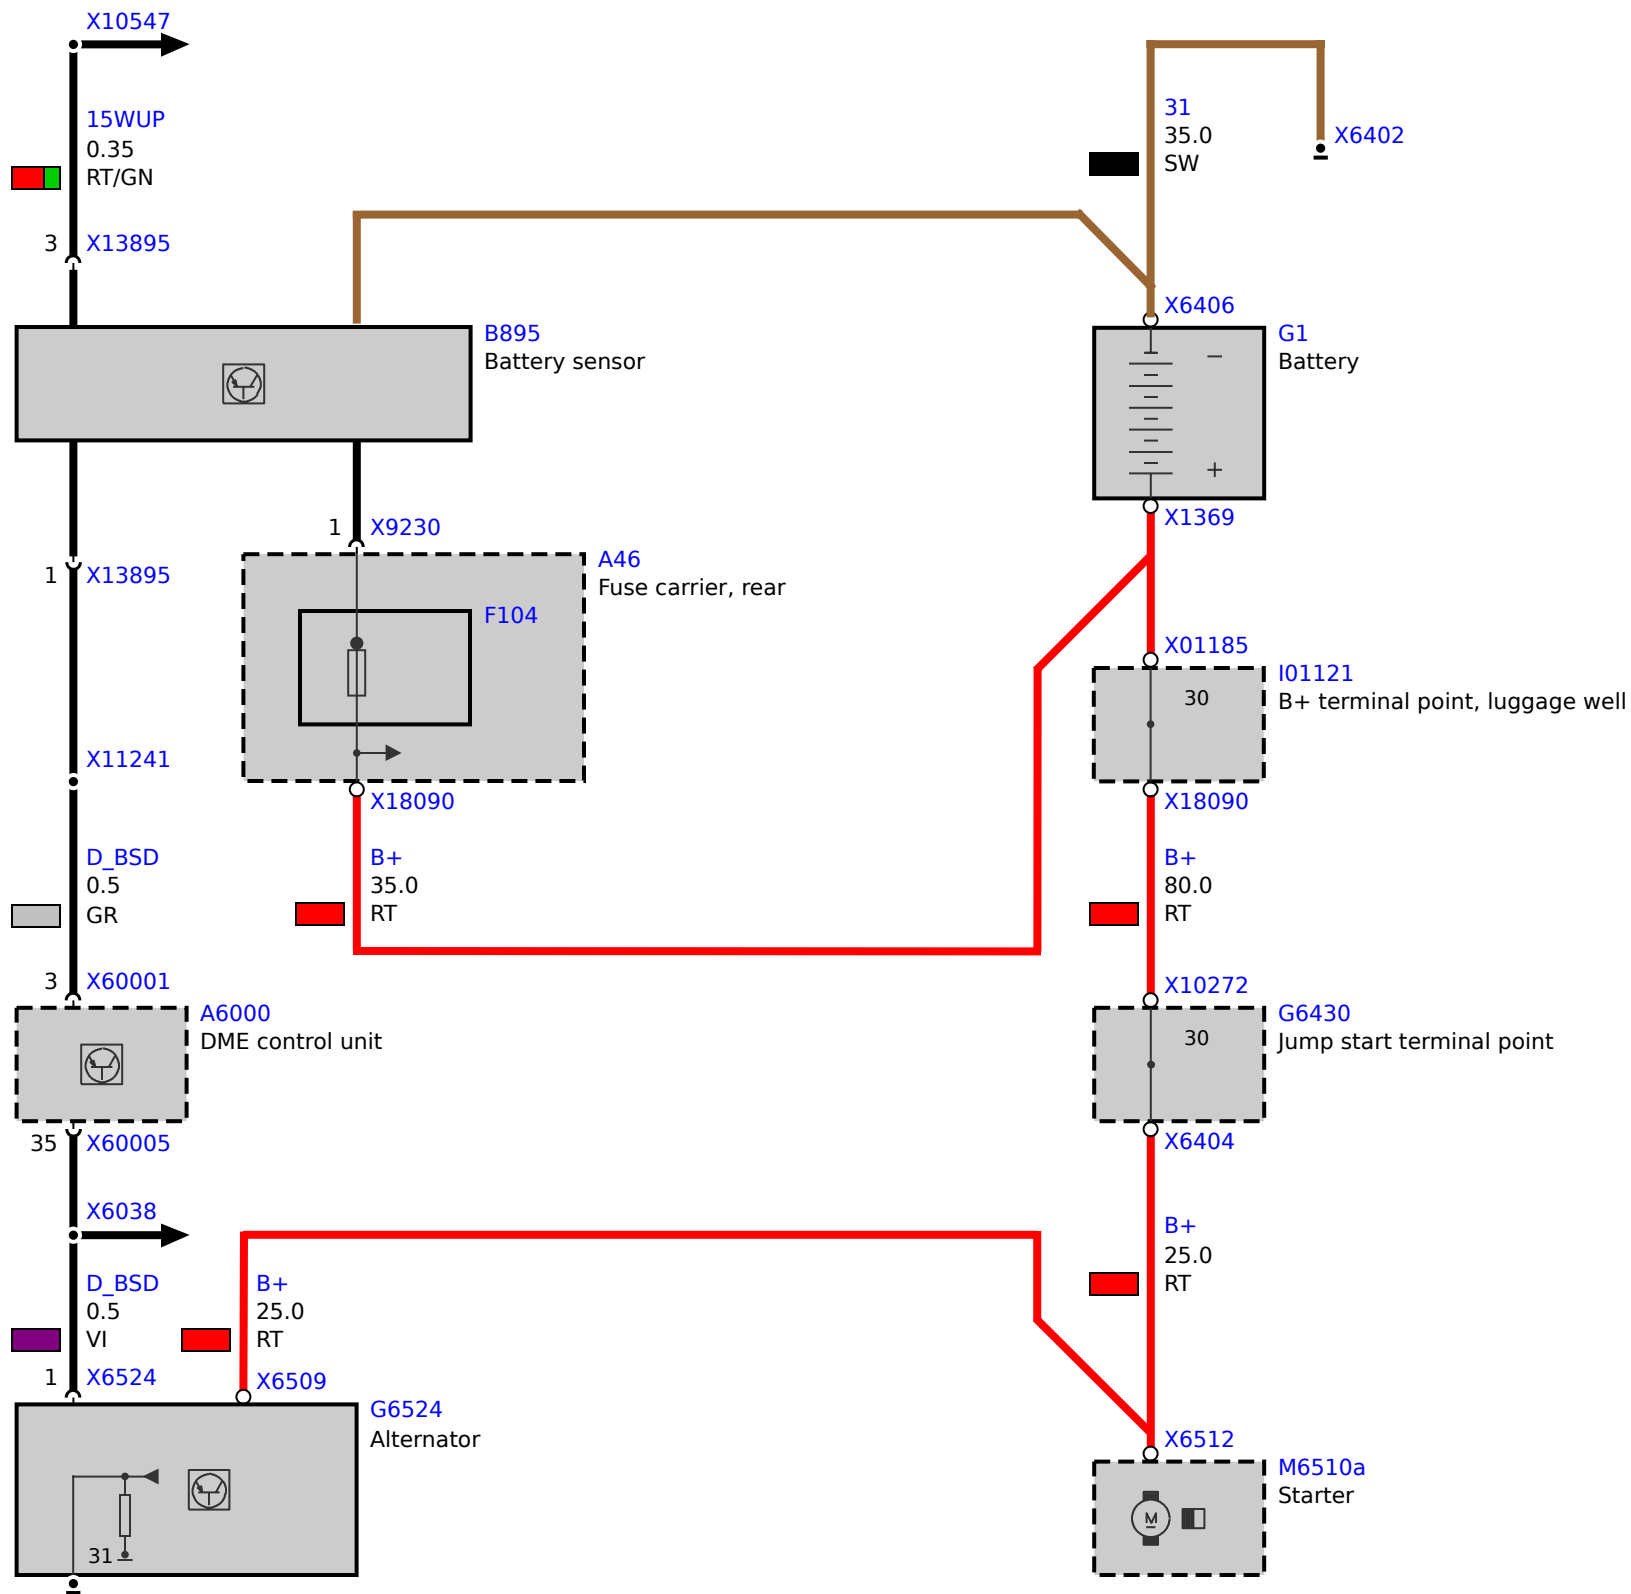 X10547
15WUP
0.35
RT/GN
3 X13895
31
35.0
SW
X6402
B895
Battery sensor
X6406
G1
Battery
−
+
X1369
1 X9230
1 X13895
A46
Fuse carrier, rear
F104
X01185
30
I01121
B+ terminal point, luggage well
X11241
X18090
X18090
D_BSD
0.5
GR
B+
35.0
RT
B+
80.0
RT
3 X60001
A6000
DME control unit
X10272
30
G6430
Jump start terminal point
35 X60005
X6404
X6038
D_BSD
0.5
VI
B+
25.0
RT
B+
25.0
RT
1 X6524
X6509
G6524
Alternator
31
X6512
M6510a
Starter
M